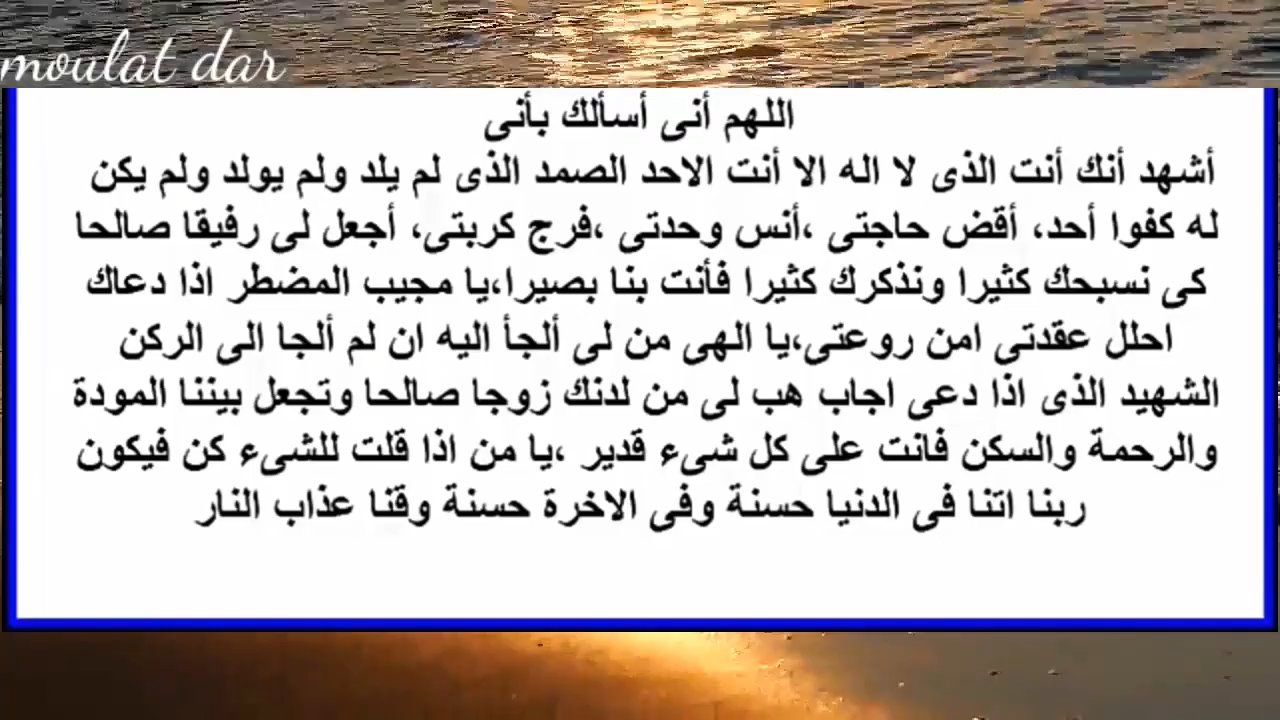 moulat dar
اللهم أنى أسألك بأنى
أشهد أنك أنت الذى لا اله الا أنت الاحد الصمد الذى لم يلد ولم يولد ولم يكن
له كفوا أحد، أقض حاجتى ،أنس وحدتى ،فرج كربتى، أجعل لى رفيقا صالحا
كى نسبحك كثيرا ونذكرك كثيرا فأنت بنا بصيرا،يا مجيب المضطر اذا دعاك
احلل عقدتى امن روعتى،يا الهى من لى ألجأ اليه ان لم ألجا الى الركن
الشهيد الذى اذا دعى اجاب هب لى من لدنك زوجا صالحا وتجعل بيننا المودة
والرحمة والسكن فانت على كل شىء قدير ،يا من اذا قلت للشىء كن فيكون
ربنا اتنا فى الدنيا حسنة وفى الاخرة حسنة وقنا عذاب النار